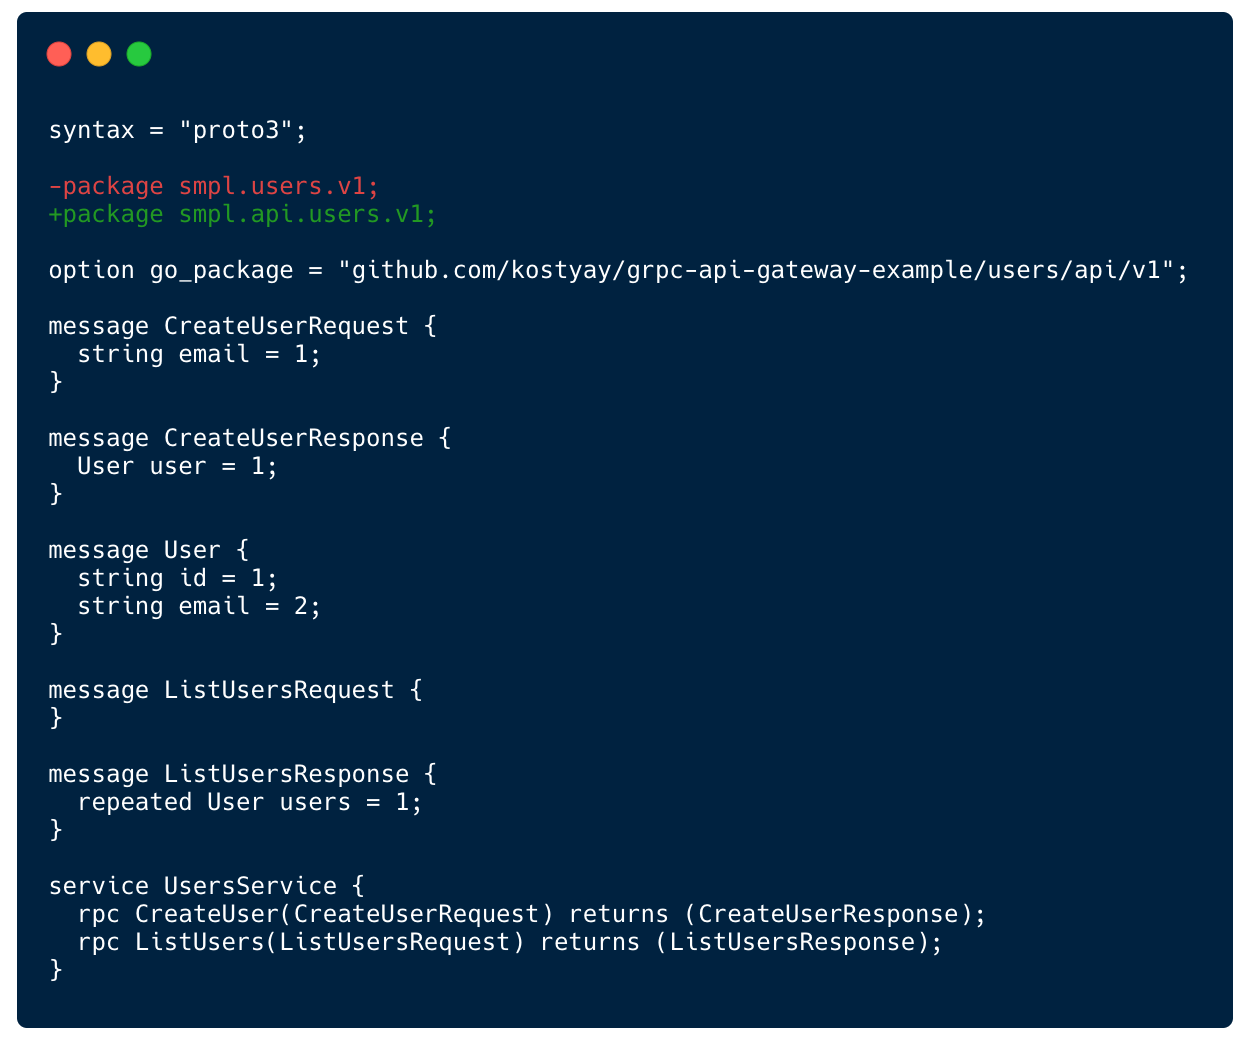 syntax = "proto3";
-package smpl.users.v1;
+package smpl.api.users.v1;
option go_package = "github.com/kostyay/grpc-api-gateway-example/users/api/v1";
message CreateUserRequest {
  string email = 1;
}
message CreateUserResponse {
  User user = 1;
}
message User {
  string id = 1;
  string email = 2;
}
message ListUsersRequest {
}
message ListUsersResponse {
  repeated User users = 1;
}
service UsersService {
  rpc CreateUser(CreateUserRequest) returns (CreateUserResponse);
  rpc ListUsers(ListUsersRequest) returns (ListUsersResponse);
}